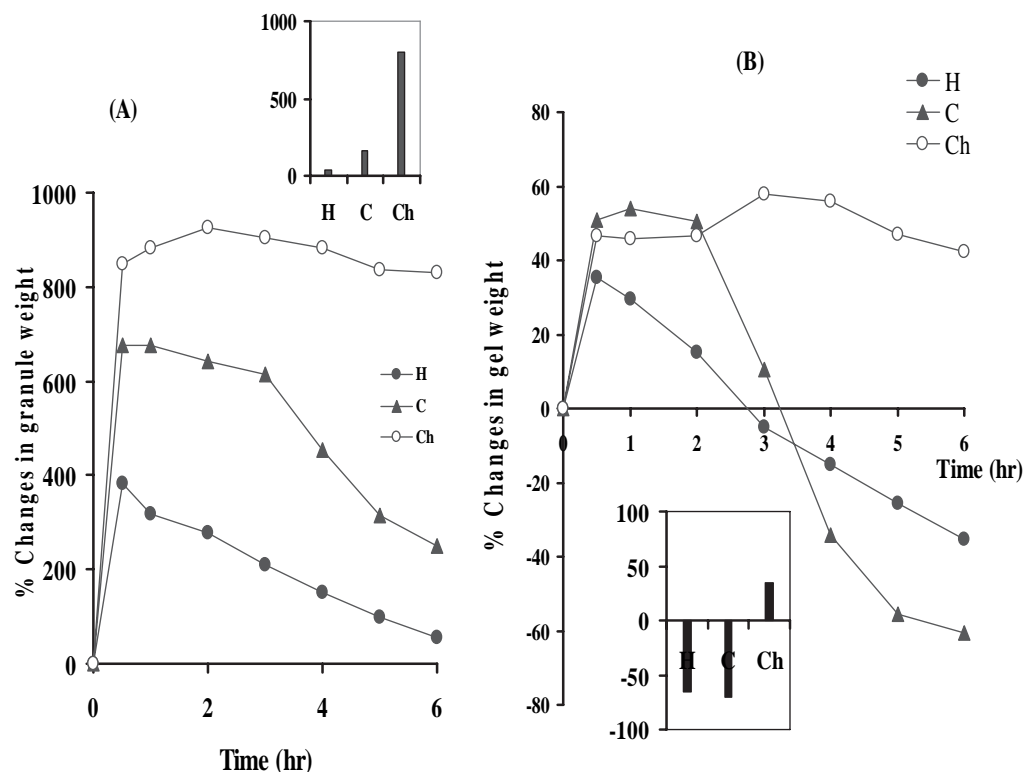 (A)
1000
500
0
H C Ch
% Changes in granule weight
1000
800
600
400
200
0
H
C
Ch
0 2 4 6
Time (hr)
(B)
H
C
Ch
% Changes in gel weight
80
60
40
20
0
-20
-40
-60
-80
0 1 2 3 4 5 6
Time (hr)
100
50
0
-50
-100
H C Ch